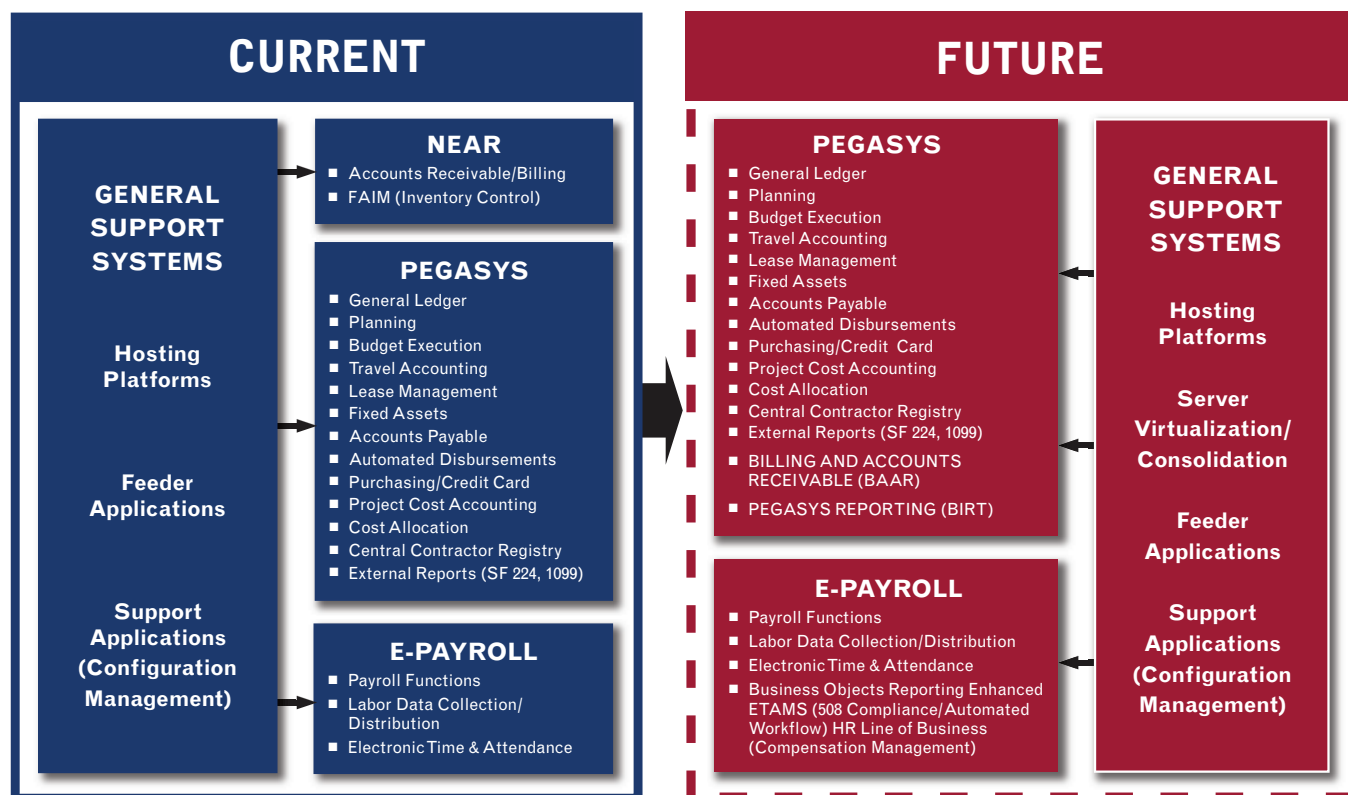 CURRENT
GENERAL
SUPPORT
SYSTEMS
Hosting
Platforms
Feeder
Applications
Support
Applications
(Configuration
Management)
NEAR
■ Accounts Receivable/Billing
■ FAIM (Inventory Control)
PEGASYS
■ General Ledger
■ Planning
■ Budget Execution
■ Travel Accounting
■ Lease Management
■ Fixed Assets
■ Accounts Payable
■ Automated Disbursements
■ Purchasing/Credit Card
■ Project Cost Accounting
■ Cost Allocation
■ Central Contractor Registry
■ External Reports (SF 224, 1099)
E-PAYROLL
■ Payroll Functions
■ Labor Data Collection/
Distribution
■ Electronic Time & Attendance
FUTURE
PEGASYS
■ General Ledger
■ Planning
■ Budget Execution
■ Travel Accounting
■ Lease Management
■ Fixed Assets
■ Accounts Payable
■ Automated Disbursements
■ Purchasing/Credit Card
■ Project Cost Accounting
■ Cost Allocation
■ Central Contractor Registry
■ External Reports (SF 224, 1099)
■ BILLING AND ACCOUNTS
RECEIVABLE (BAAR)
■ PEGASYS REPORTING (BIRT)
E-PAYROLL
■ Payroll Functions
■ Labor Data Collection/Distribution
■ Electronic Time & Attendance
■ Business Objects Reporting Enhanced
ETAMS (508 Compliance/Automated
Workflow) HR Line of Business
(Compensation Management)
GENERAL
SUPPORT
SYSTEMS
Hosting
Platforms
Server
Virtualization/
Consolidation
Feeder
Applications
Support
Applications
(Configuration
Management)